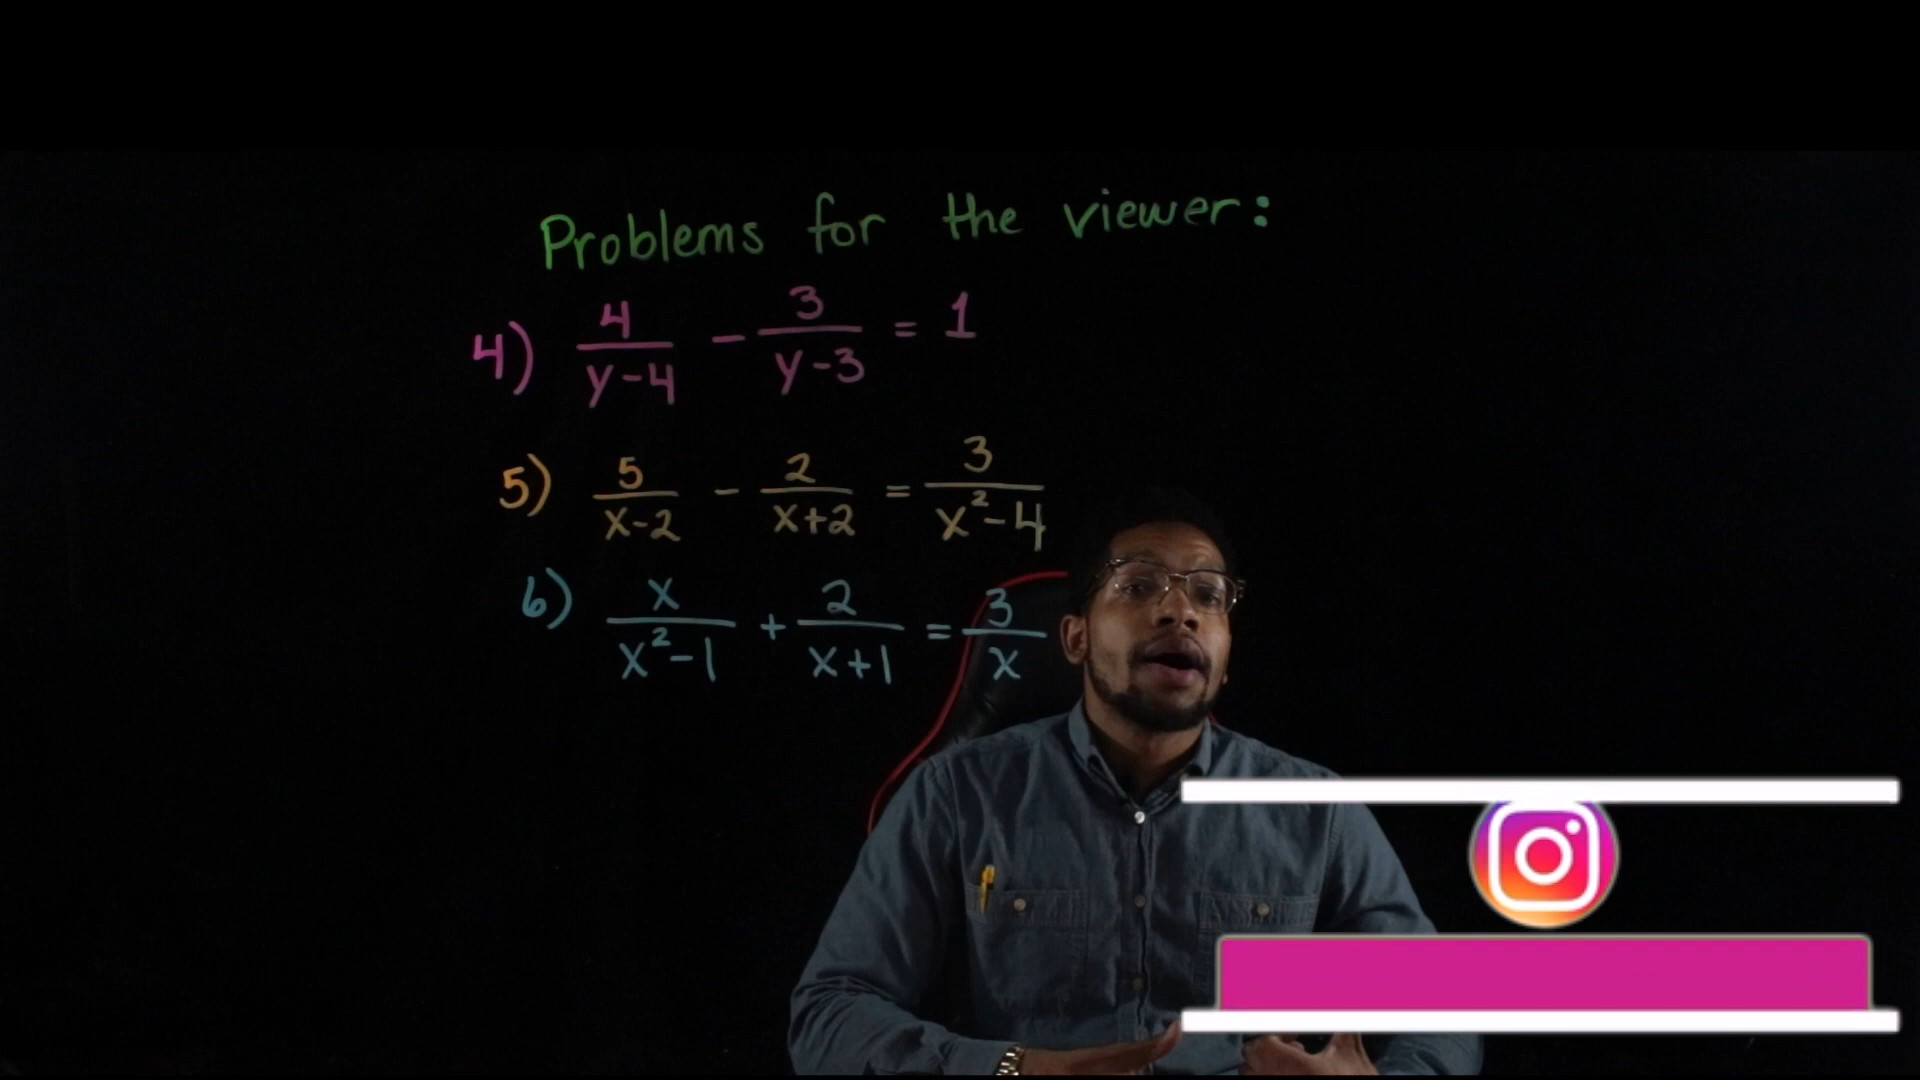 Problems for the viewer:
4) 4/(y-4) - 3/(y-3) = 1
5) 5/(x-2) - 2/(x+2) = 3/(x²-4)
6) x/(x²-1) + 2/(x+1) = 3/x